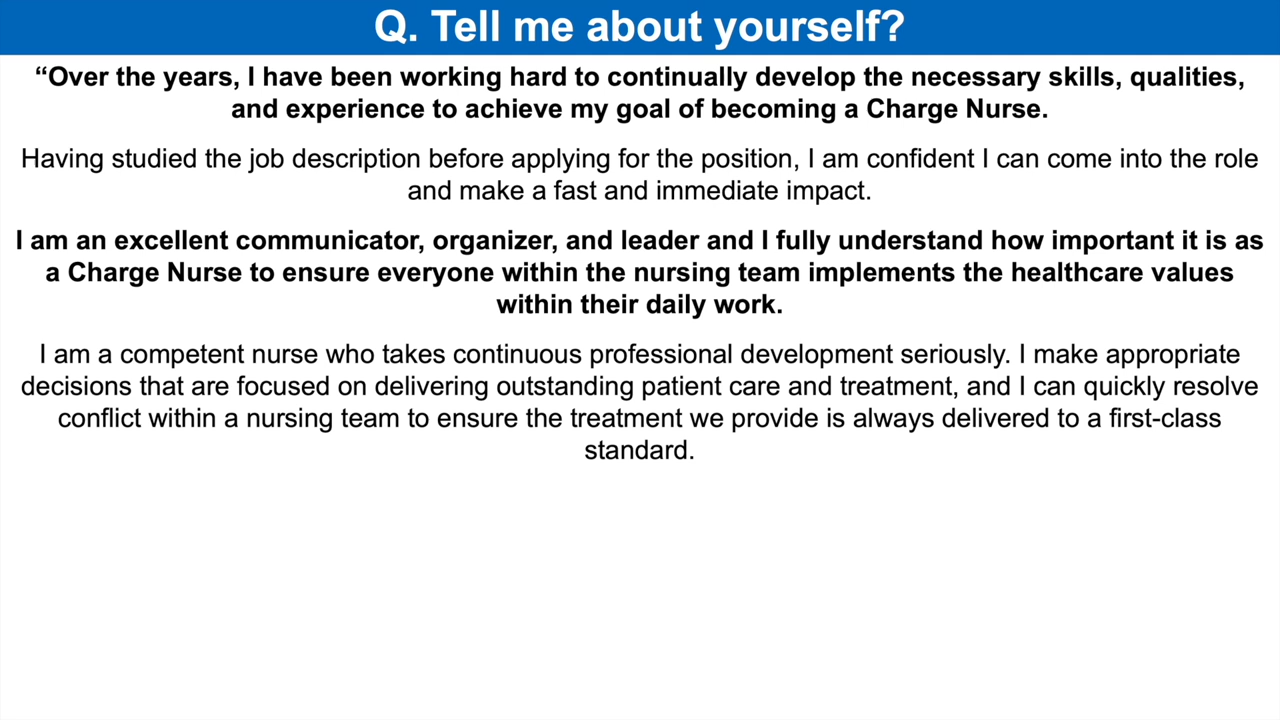 Q. Tell me about yourself?
“Over the years, I have been working hard to continually develop the necessary skills, qualities,
and experience to achieve my goal of becoming a Charge Nurse.
Having studied the job description before applying for the position, I am confident I can come into the role
and make a fast and immediate impact.
I am an excellent communicator, organizer, and leader and I fully understand how important it is as
a Charge Nurse to ensure everyone within the nursing team implements the healthcare values
within their daily work.
I am a competent nurse who takes continuous professional development seriously. I make appropriate
decisions that are focused on delivering outstanding patient care and treatment, and I can quickly resolve
conflict within a nursing team to ensure the treatment we provide is always delivered to a first-class
standard.